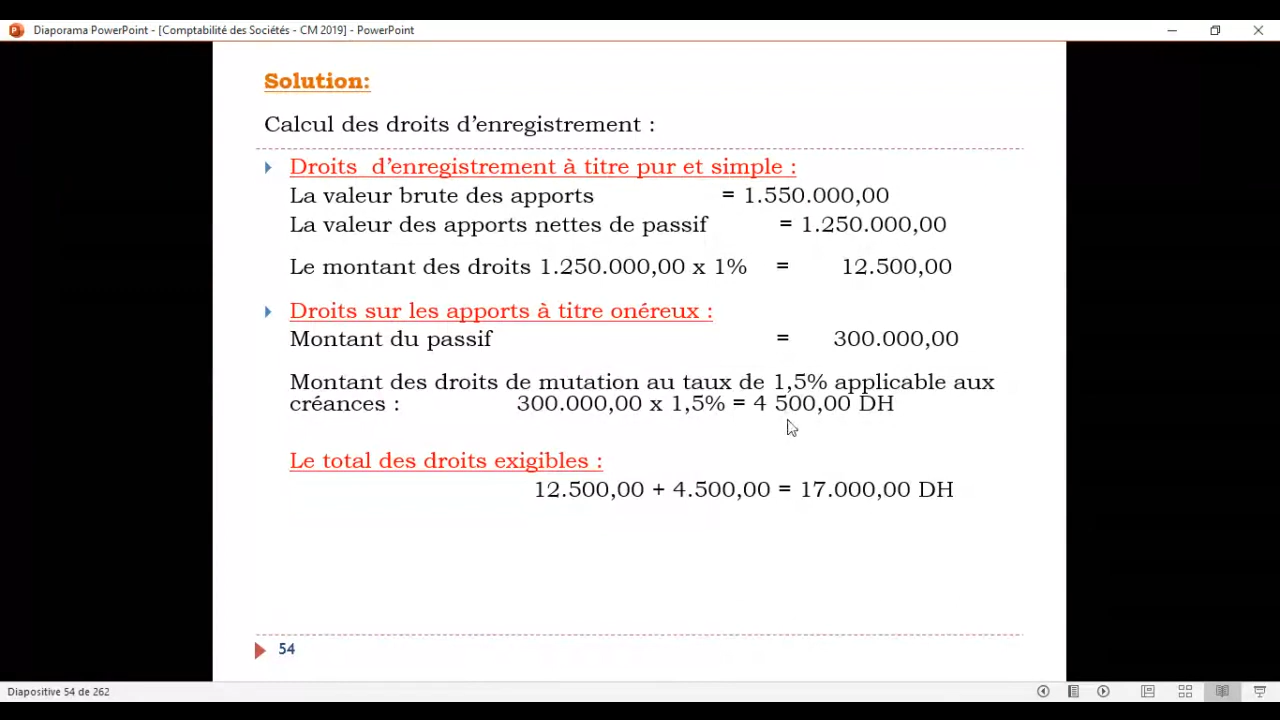 Diaporama PowerPoint - [Comptabilité des Sociétés - CM 2019] - PowerPoint
Solution:
Calcul des droits d'enregistrement :
Droits d'enregistrement à titre pur et simple :
La valeur brute des apports = 1.550.000,00
La valeur des apports nettes de passif = 1.250.000,00
Le montant des droits 1.250.000,00 x 1% = 12.500,00
Droits sur les apports à titre onéreux :
Montant du passif = 300.000,00
Montant des droits de mutation au taux de 1,5% applicable aux
créances : 300.000,00 x 1,5% = 4 500,00 DH
Le total des droits exigibles :
12.500,00 + 4.500,00 = 17.000,00 DH
54
Diapositive 54 de 262